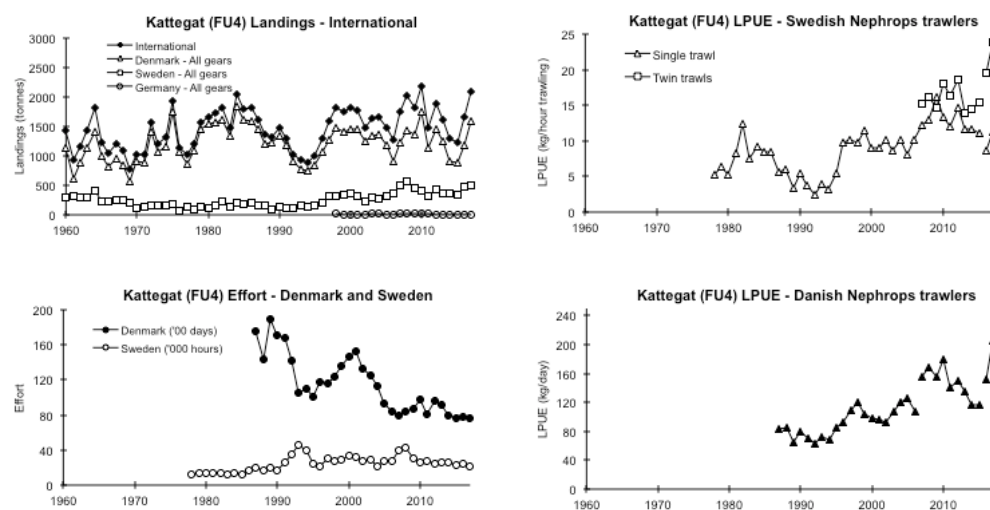 Kattegat (FU4) Landings - International
3000
2500
2000
1500
1000
500
0
Landings (tonnes)
International
Denmark - All gears
Sweden - All gears
Germany - All gears
1960 1970 1980 1990 2000 2010
Kattegat (FU4) LPUE - Swedish Nephrops trawlers
25
20
15
10
5
0
LPUE (kg/hour trawling )
Single trawl
Twin trawls
1960 1970 1980 1990 2000 2010
Kattegat (FU4) Effort - Denmark and Sweden
200
160
120
80
40
0
Effort
Denmark ('00 days)
Sweden ('000 hours)
1960 1970 1980 1990 2000 2010
Kattegat (FU4) LPUE - Danish Nephrops trawlers
240
200
160
120
80
40
0
LPUE (kg/day)
1960 1970 1980 1990 2000 2010